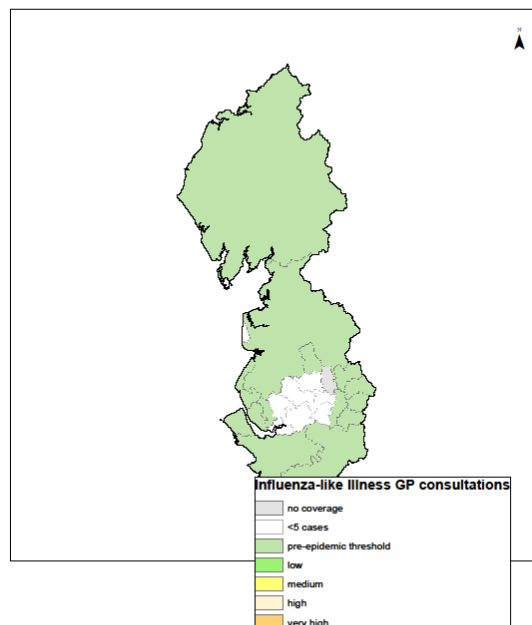 N
Influenza-like Illness GP consultations
no coverage
<5 cases
pre-epidemic threshold
low
medium
high
very high